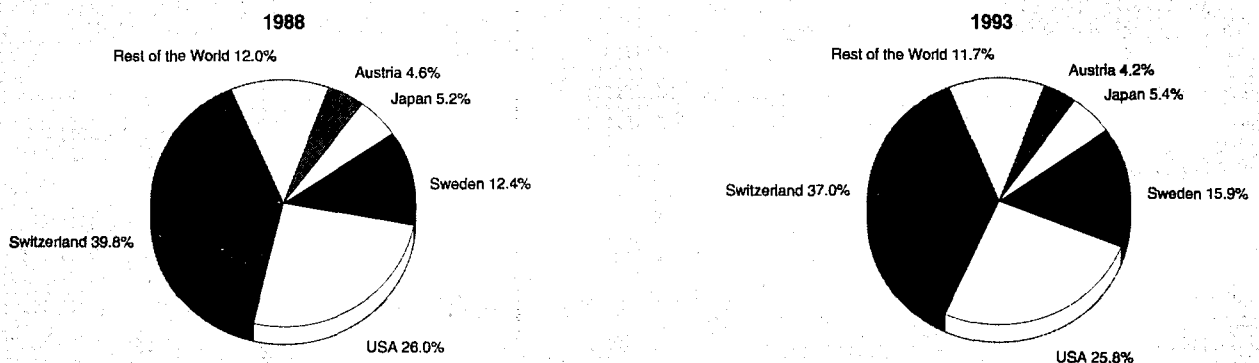 1988
Rest of the World 12.0%
Austria 4.6%
Japan 5.2%
Sweden 12.4%
Switzerland 39.8%
USA 26.0%
1993
Rest of the World 11.7%
Austria 4.2%
Japan 5.4%
Switzerland 37.0%
Sweden 15.9%
USA 25.8%